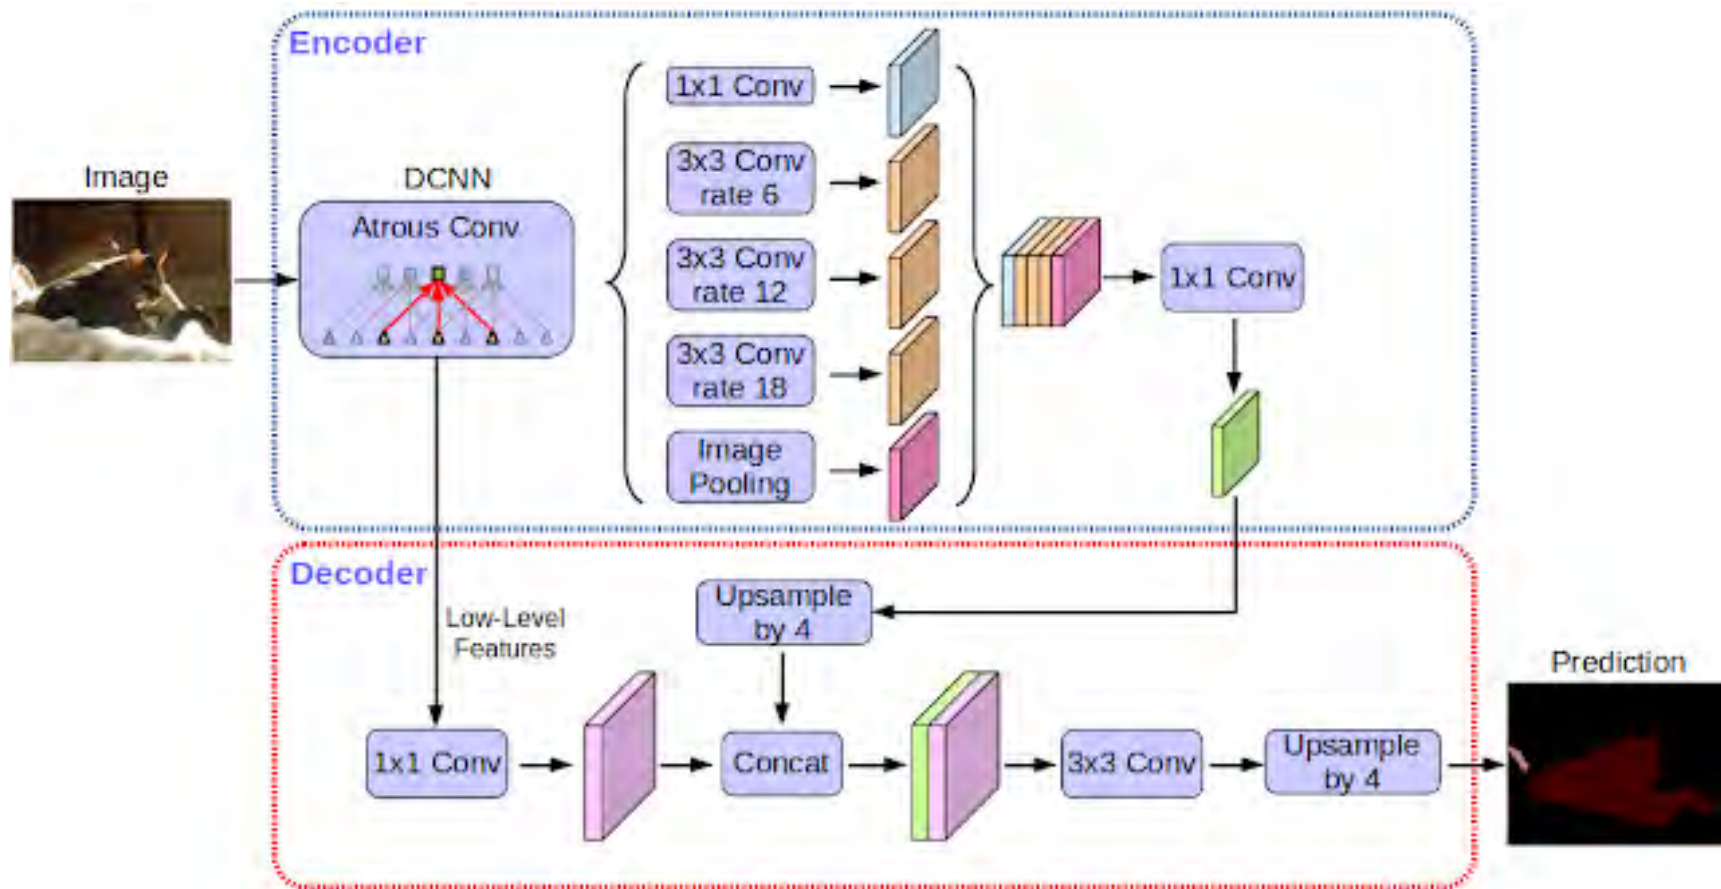 Encoder
1x1 Conv
3x3 Conv
rate 6
Image
DCNN
Atrous Conv
3x3 Conv
rate 12
1x1 Conv
3x3 Conv
rate 18
Image
Pooling
Decoder
Upsample
by 4
Low-Level
Features
Prediction
1x1 Conv
Concat
3x3 Conv
Upsample
by 4